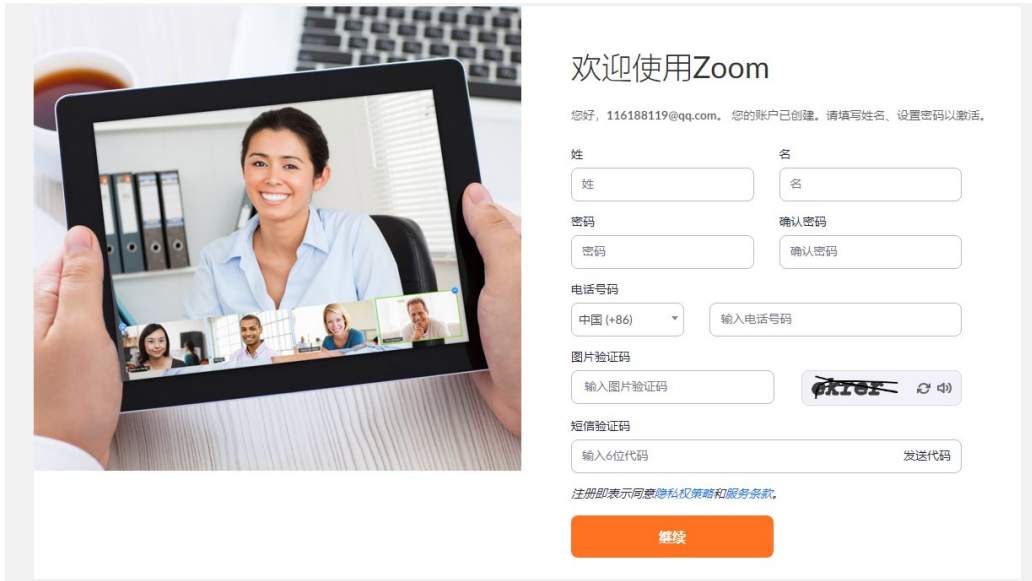 欢迎使用Zoom
您好，116188119@qq.com。 您的账户已创建。请填写姓名、设置密码以激活。
姓 名
姓 名
密码 确认密码
密码 确认密码
电话号码
中国 (+86) 输入电话号码
图片验证码
输入图片验证码
短信验证码
输入6位代码 发送代码
注册即表示同意隐私权策略和服务条款。
继续